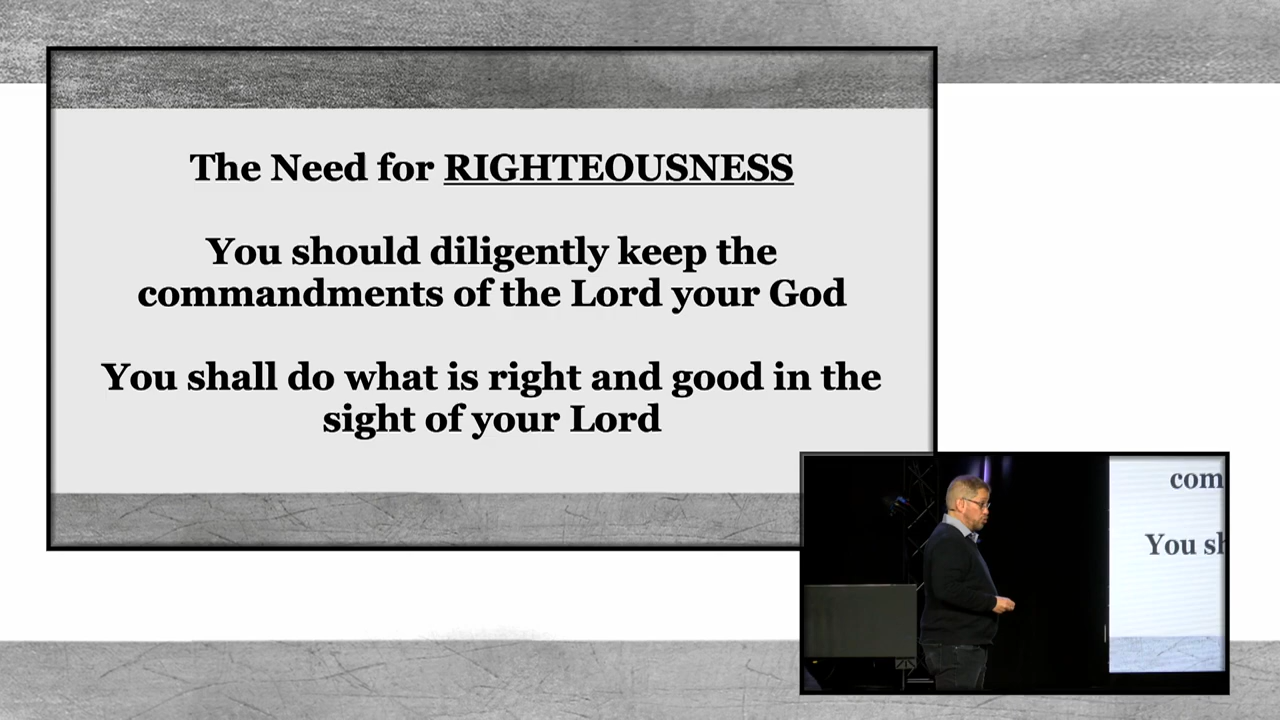 The Need for RIGHTEOUSNESS
You should diligently keep the
commandments of the Lord your God
You shall do what is right and good in the
sight of your Lord
com
You sh